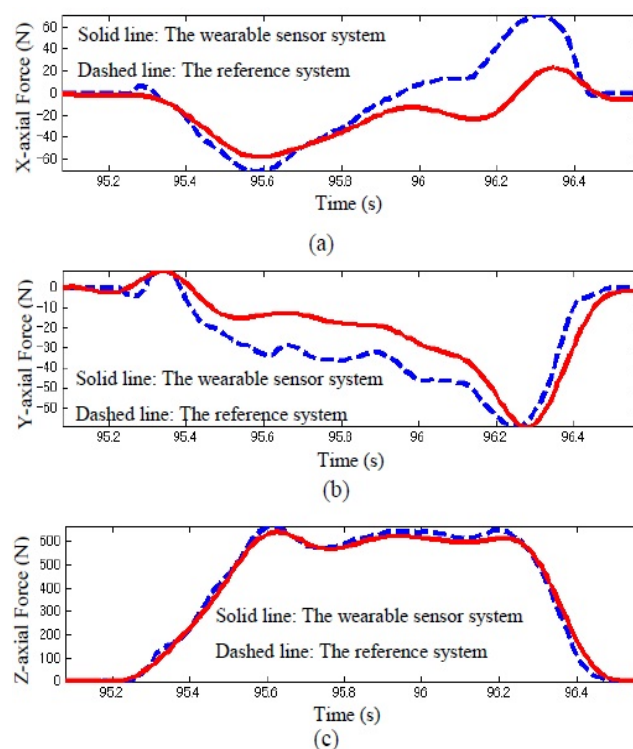 X-axial Force (N)
60
40
20
0
-20
-40
-60
Solid line: The wearable sensor system
Dashed line: The reference system
95.2 95.4 95.6 95.8 96 96.2 96.4
Time (s)
(a)
Y-axial Force (N)
0
-10
-20
-30
-40
-50
-60
Solid line: The wearable sensor system
Dashed line: The reference system
95.2 95.4 95.6 95.8 96 96.2 96.4
Time (s)
(b)
Z-axial Force (N)
600
500
400
300
200
100
0
Solid line: The wearable sensor system
Dashed line: The reference system
95.2 95.4 95.6 95.8 96 96.2 96.4
Time (s)
(c)